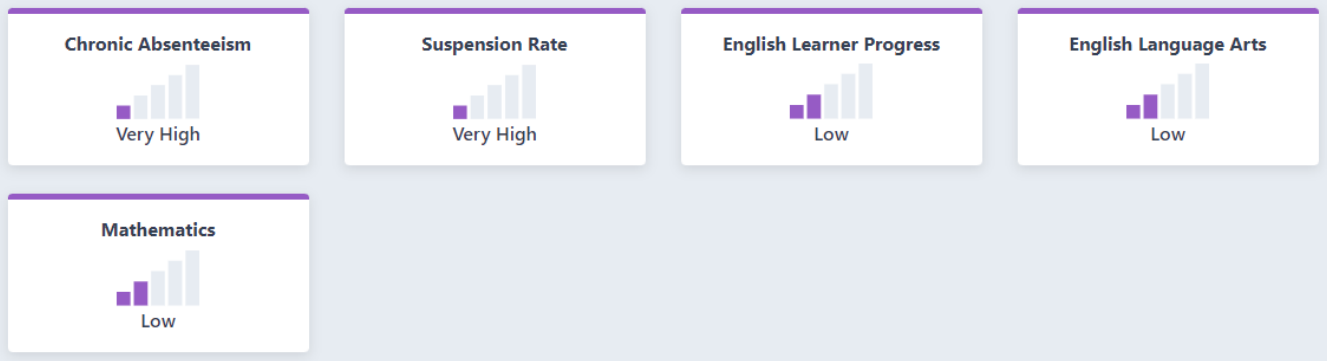 Chronic Absenteeism
Very High
Suspension Rate
Very High
English Learner Progress
Low
English Language Arts
Low
Mathematics
Low